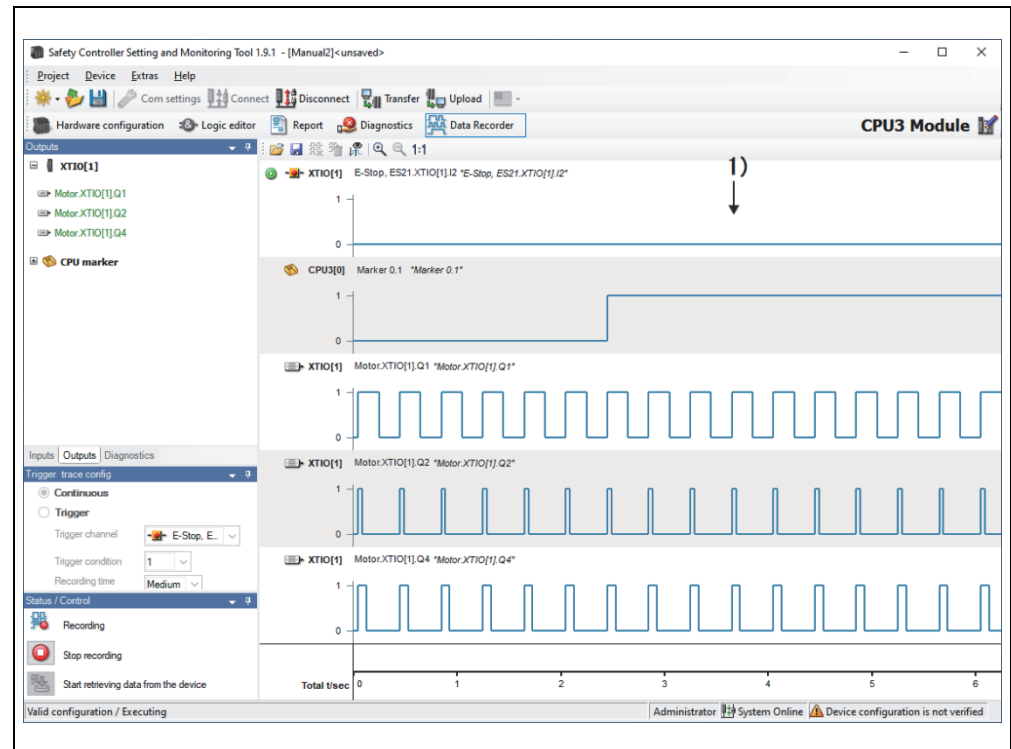 Safety Controller Setting and Monitoring Tool 1.9.1 - [Manual2]<unsaved>
Project Device Extras Help
Com settings Connect Disconnect Transfer Upload
Hardware configuration Logic editor Report Diagnostics Data Recorder CPU3 Module
Outputs
1:1
XTIO[1]
Motor.XTIO[1].Q1
Motor.XTIO[1].Q2
Motor.XTIO[1].Q4
CPU marker
Inputs Outputs Diagnostics
Trigger trace config
Continuous
Trigger
Trigger channel E-Stop, E...
Trigger condition 1
Recording time Medium
Status / Control
Recording
Stop recording
Start retrieving data from the device
XTIO[1] E-Stop, ES21.XTIO[1].I2 "E-Stop, ES21.XTIO[1].I2"
1)
1
0
CPU3[0] Marker 0.1 "Marker 0.1"
1
0
XTIO[1] Motor.XTIO[1].Q1 "Motor.XTIO[1].Q1"
1
0
XTIO[1] Motor.XTIO[1].Q2 "Motor.XTIO[1].Q2"
1
0
XTIO[1] Motor.XTIO[1].Q4 "Motor.XTIO[1].Q4"
1
0
Total t/sec 0 1 2 3 4 5 6
Valid configuration / Executing Administrator System Online Device configuration is not verified